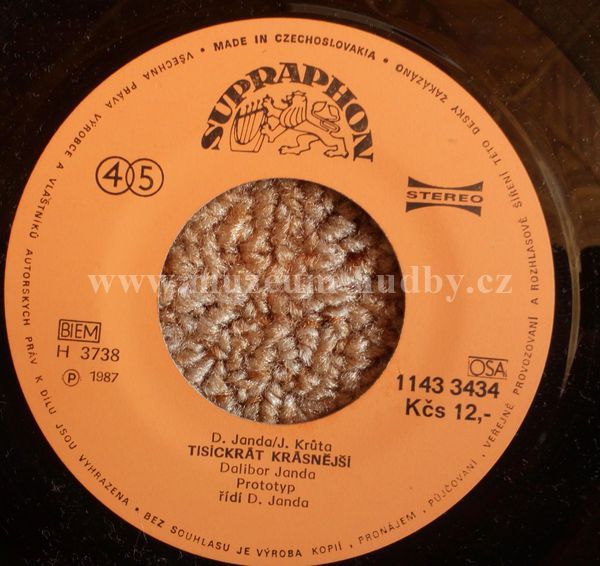 • MADE IN CZECHOSLOVAKIA •
SUPRAPHON
45
STEREO
www.muzeum-hudby.cz
BIEM
H 3738
Ⓟ 1987
OSA
1143 3434
Kčs 12,-
D. Janda/J. Krůta
TISÍCKRÁT KRÁSNĚJŠÍ
Dalibor Janda
Prototyp
řídí D. Janda
VŠECHNA PRÁVA VÝROBCE A VLASTNÍKŮ AUTORSKÝCH PRÁV K DÍLU JSOU VYHRAZENA • BEZ SOUHLASU JE VÝROBA KOPIÍ, PRONÁJEM, PŮJČOVÁNÍ, VEŘEJNÉ PROVOZOVÁNÍ A ROZHLASOVÉ ŠÍŘENÍ TÉTO DESKY ZAKÁZÁNO